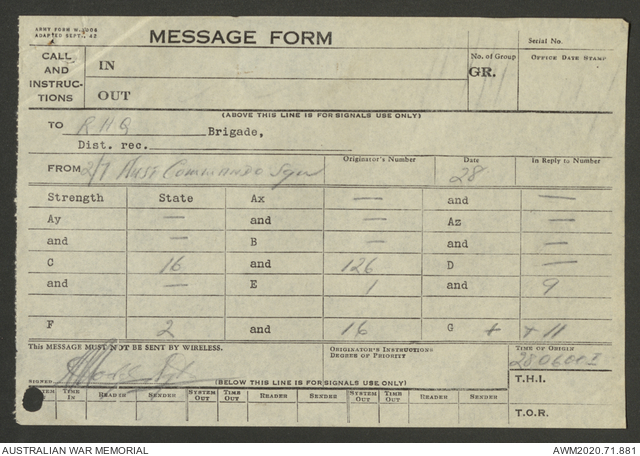 ADAPTED SEPT., 42
MESSAGE FORM
Serial No.
CALL AND INSTRUC-TIONS
IN
No. of Group
GR.
OFFICE DATE STAMP
OUT
(ABOVE THIS LINE IS FOR SIGNALS USE ONLY)
TO RHQ Brigade,
Dist. rec.
FROM 2/7 Aust Commando Sqn
Originator's Number
Date
28
In Reply to Number
Strength State — Ax — and —
Ay — and — Az —
and — B — and —
C 16 and 126 D —
and — E 1 and 9
F 2 and 16 G + + 11
This MESSAGE MUST NOT BE SENT BY WIRELESS.
ORIGINATOR'S INSTRUCTIONS
DEGREE OF PRIORITY
TIME OF ORIGIN
280600I
SIGNED
(BELOW THIS LINE IS FOR SIGNALS USE ONLY)
T.H.I.
TIME IN
READER
SENDER
SYSTEM OUT
TIME OUT
READER
SENDER
SYSTEM OUT
TIME OUT
READER
SENDER
T.O.R.
AUSTRALIAN WAR MEMORIAL
AWM2020.71.881